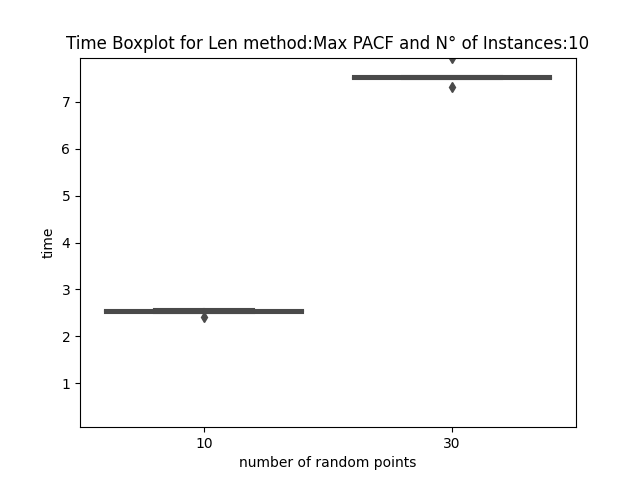 Time Boxplot for Len method:Max PACF and N° of Instances:10
7
6
5
4
3
2
1
time
10 30
number of random points